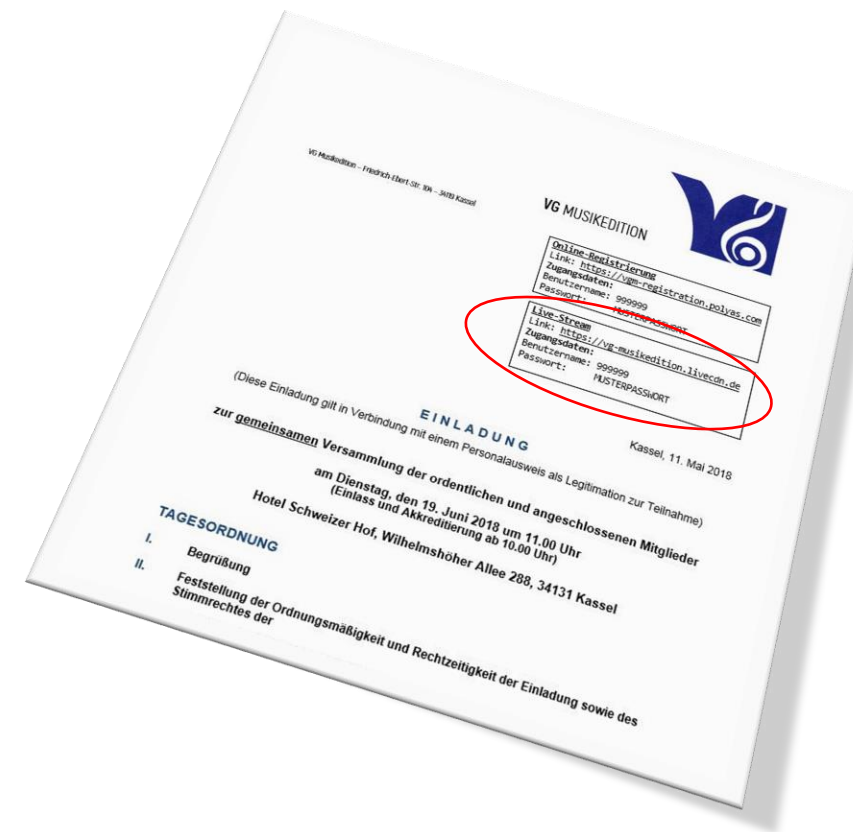 VG Musikedition – Friedrich-Ebert-Str. 104 – 34119 Kassel
VG MUSIKEDITION
Online-Registrierung
Link: https://vgm-registration.polyas.com
Zugangsdaten:
Benutzername: 999999
Passwort: MUSTERPASSWORT
Live-Stream
Link: https://vg-musikedition.livecdn.de
Zugangsdaten:
Benutzername: 999999
Passwort: MUSTERPASSWORT
Kassel, 11. Mai 2018
EINLADUNG
(Diese Einladung gilt in Verbindung mit einem Personalausweis als Legitimation zur Teilnahme)
zur gemeinsamen Versammlung der ordentlichen und angeschlossenen Mitglieder
am Dienstag, den 19. Juni 2018 um 11.00 Uhr
(Einlass und Akkreditierung ab 10.00 Uhr)
Hotel Schweizer Hof, Wilhelmshöher Allee 288, 34131 Kassel
TAGESORDNUNG
I. Begrüßung
II. Feststellung der Ordnungsmäßigkeit und Rechtzeitigkeit der Einladung sowie des
Stimmrechtes der